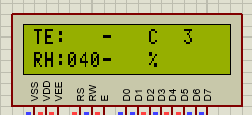 TE:   -   C  3
RH:040-   %
VSS VDD VEE RS RW E D0 D1 D2 D3 D4 D5 D6 D7